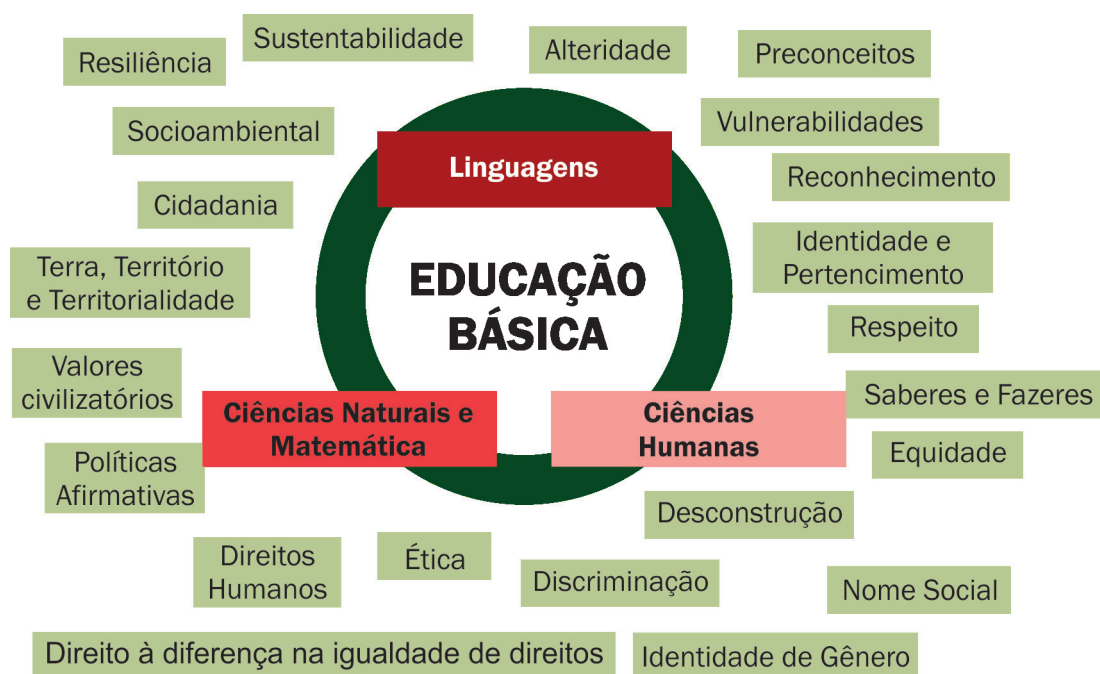 Sustentabilidade
Alteridade
Preconceitos
Resiliência
Vulnerabilidades
Socioambiental
Linguagens
Reconhecimento
Cidadania
Identidade e
Pertencimento
Terra, Território
e Territorialidade
EDUCAÇÃO
BÁSICA
Respeito
Valores
civilizatórios
Saberes e Fazeres
Ciências Naturais e
Matemática
Ciências
Humanas
Equidade
Políticas
Afirmativas
Desconstrução
Direitos
Humanos
Ética
Discriminação
Nome Social
Direito à diferença na igualdade de direitos
Identidade de Gênero